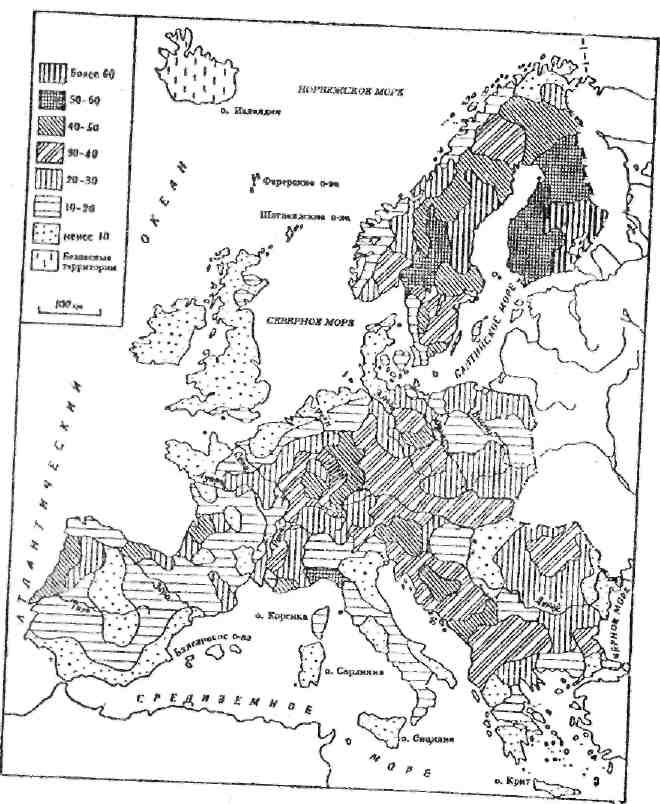 Более 60
50-60
40-50
30-40
20-30
10-20
менее 10
Безлесные
территории
НОРВЕЖСКОЕ МОРЕ
о. Исландия
Фарерские о-ва
Шетландские о-ва
СЕВЕРНОЕ МОРЕ
БАЛТИЙСКОЕ МОРЕ
АТЛАНТИЧЕСКИЙ
ОКЕАН
о. Корсика
Балеарские о-ва
о. Сардиния
СРЕДИЗЕМНОЕ
МОРЕ
о. Сицилия
о. Крит
ЧЕРНОЕ МОРЕ